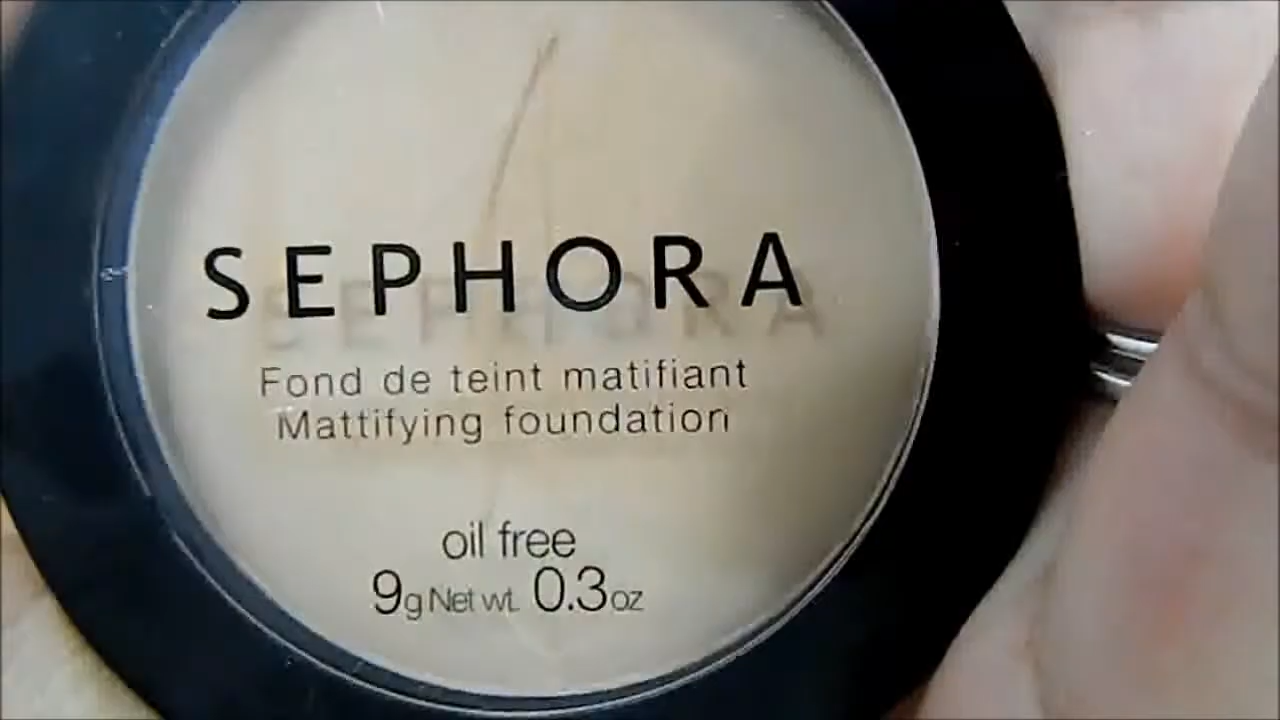 SEPHORA
Fond de teint matifiant
Mattifying foundation
oil free
9g Net wt. 0.3oz